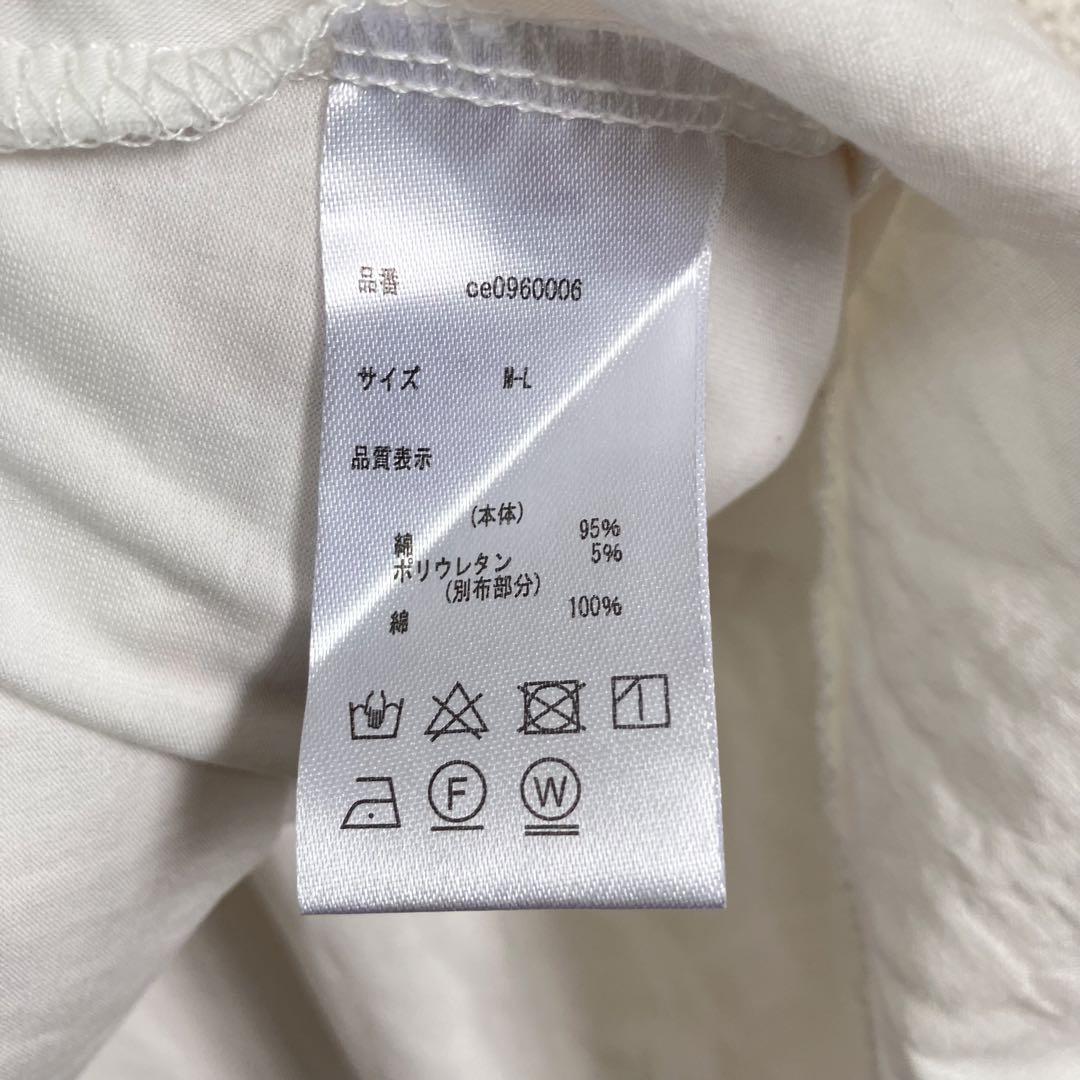 品番 ce0960006
サイズ M-L
品質表示
(本体)
綿 95%
ポリウレタン 5%
(別布部分)
綿 100%
F W